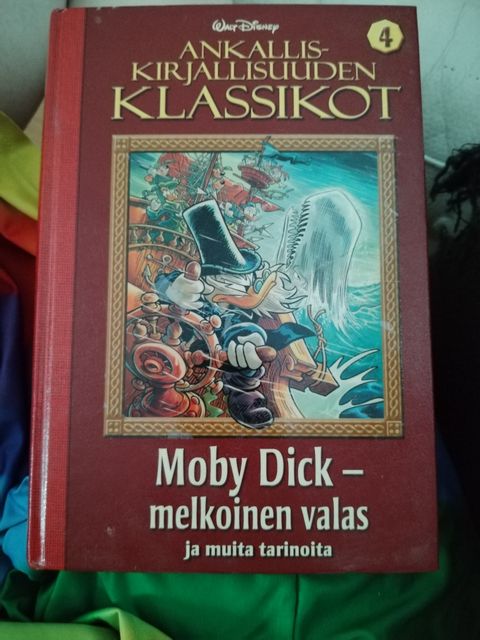 Walt Disney
4
ANKALLIS-
KIRJALLISUUDEN
KLASSIKOT
Moby Dick –
melkoinen valas
ja muita tarinoita